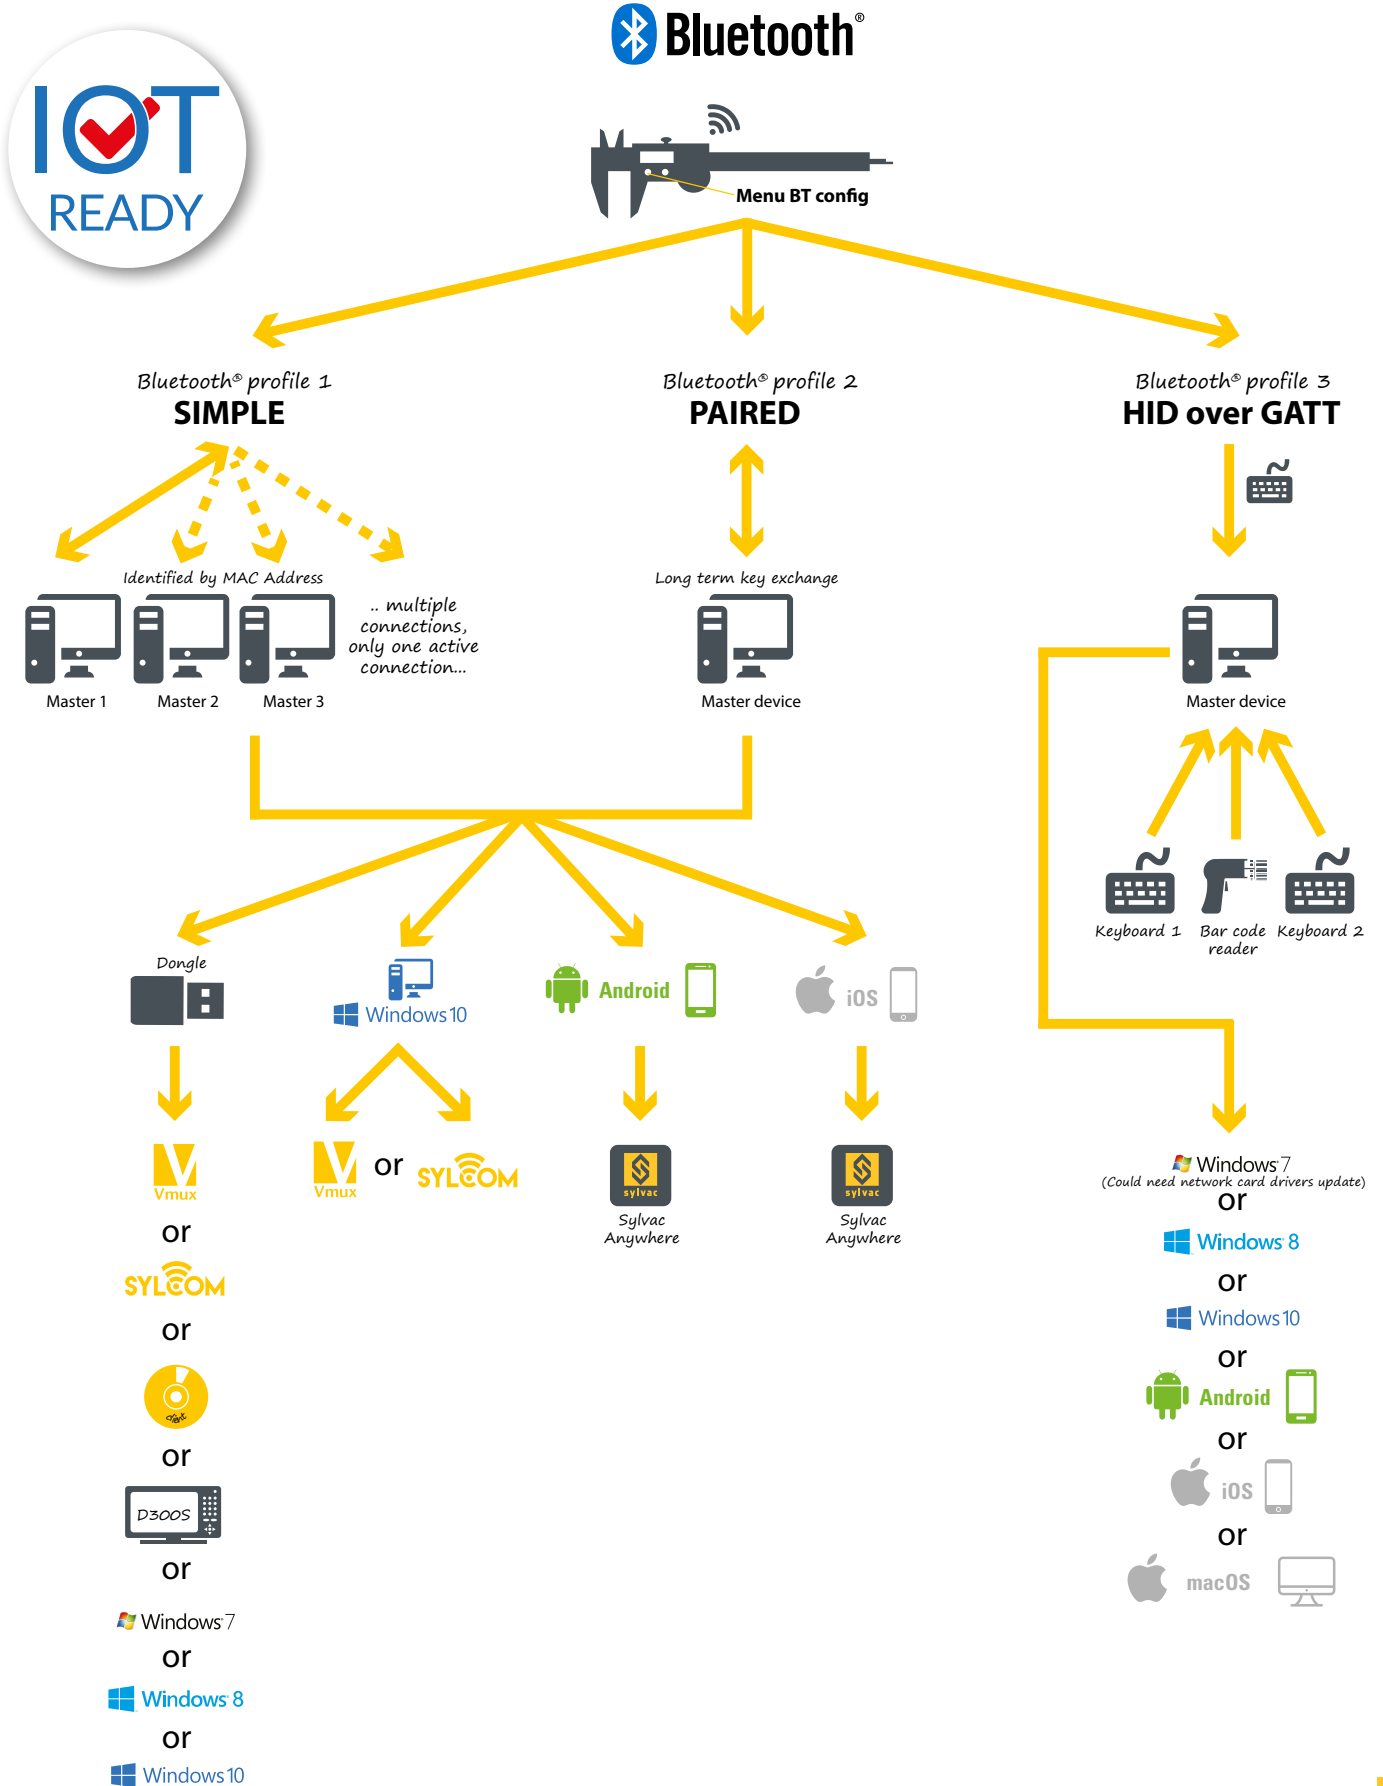 Bluetooth®
IOT
READY
Menu BT config
Bluetooth® profile 1
SIMPLE
Bluetooth® profile 2
PAIRED
Bluetooth® profile 3
HID over GATT
Identified by MAC Address
Long term key exchange
.. multiple
connections,
only one active
connection...
Master 1
Master 2
Master 3
Master device
Master device
Keyboard 1
Bar code
reader
Keyboard 2
Dongle
Windows 10
Android
iOS
Vmux
or
SYLCOM
or
client
or
D300S
or
Windows 7
or
Windows 8
or
Windows 10
Vmux
or
SYLCOM
sylvac
Sylvac
Anywhere
sylvac
Sylvac
Anywhere
Windows 7
(Could need network card drivers update)
or
Windows 8
or
Windows 10
or
Android
or
iOS
or
macOS